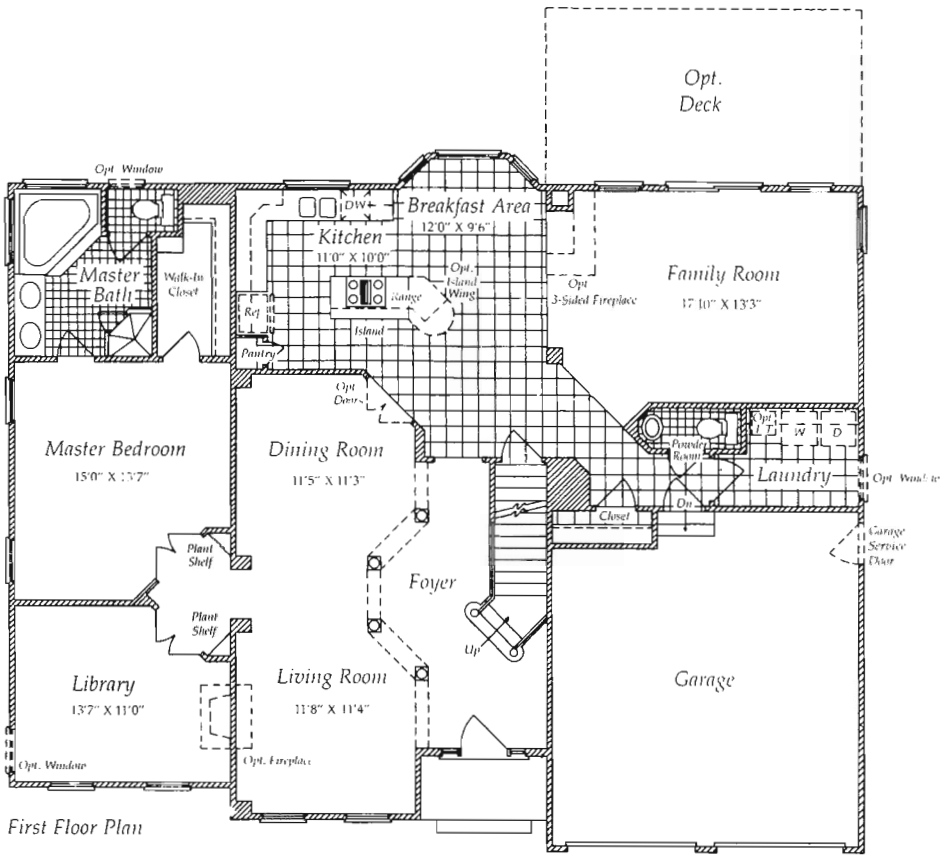 Opt.
Deck
Opt. Window
DW
Breakfast Area
12'0" X 9'6"
Kitchen
11'0" X 10'0"
Master
Bath
Walk-In
Closet
Opt.
Island
Wing
Range
Ref.
Island
Pantry
Opt.
3-Sided Fireplace
Family Room
17'10" X 13'3"
Opt.
Door
Master Bedroom
15'0" X 13'7"
Dining Room
11'5" X 11'3"
Opt.
L.T.
W
D
Powder
Room
Laundry
Opt. Window
Closet
Dn
Garage
Service
Door
Plant
Shelf
Foyer
Plant
Shelf
Up
Library
13'7" X 11'0"
Living Room
11'8" X 11'4"
Garage
Opt. Window
Opt. Fireplace
First Floor Plan